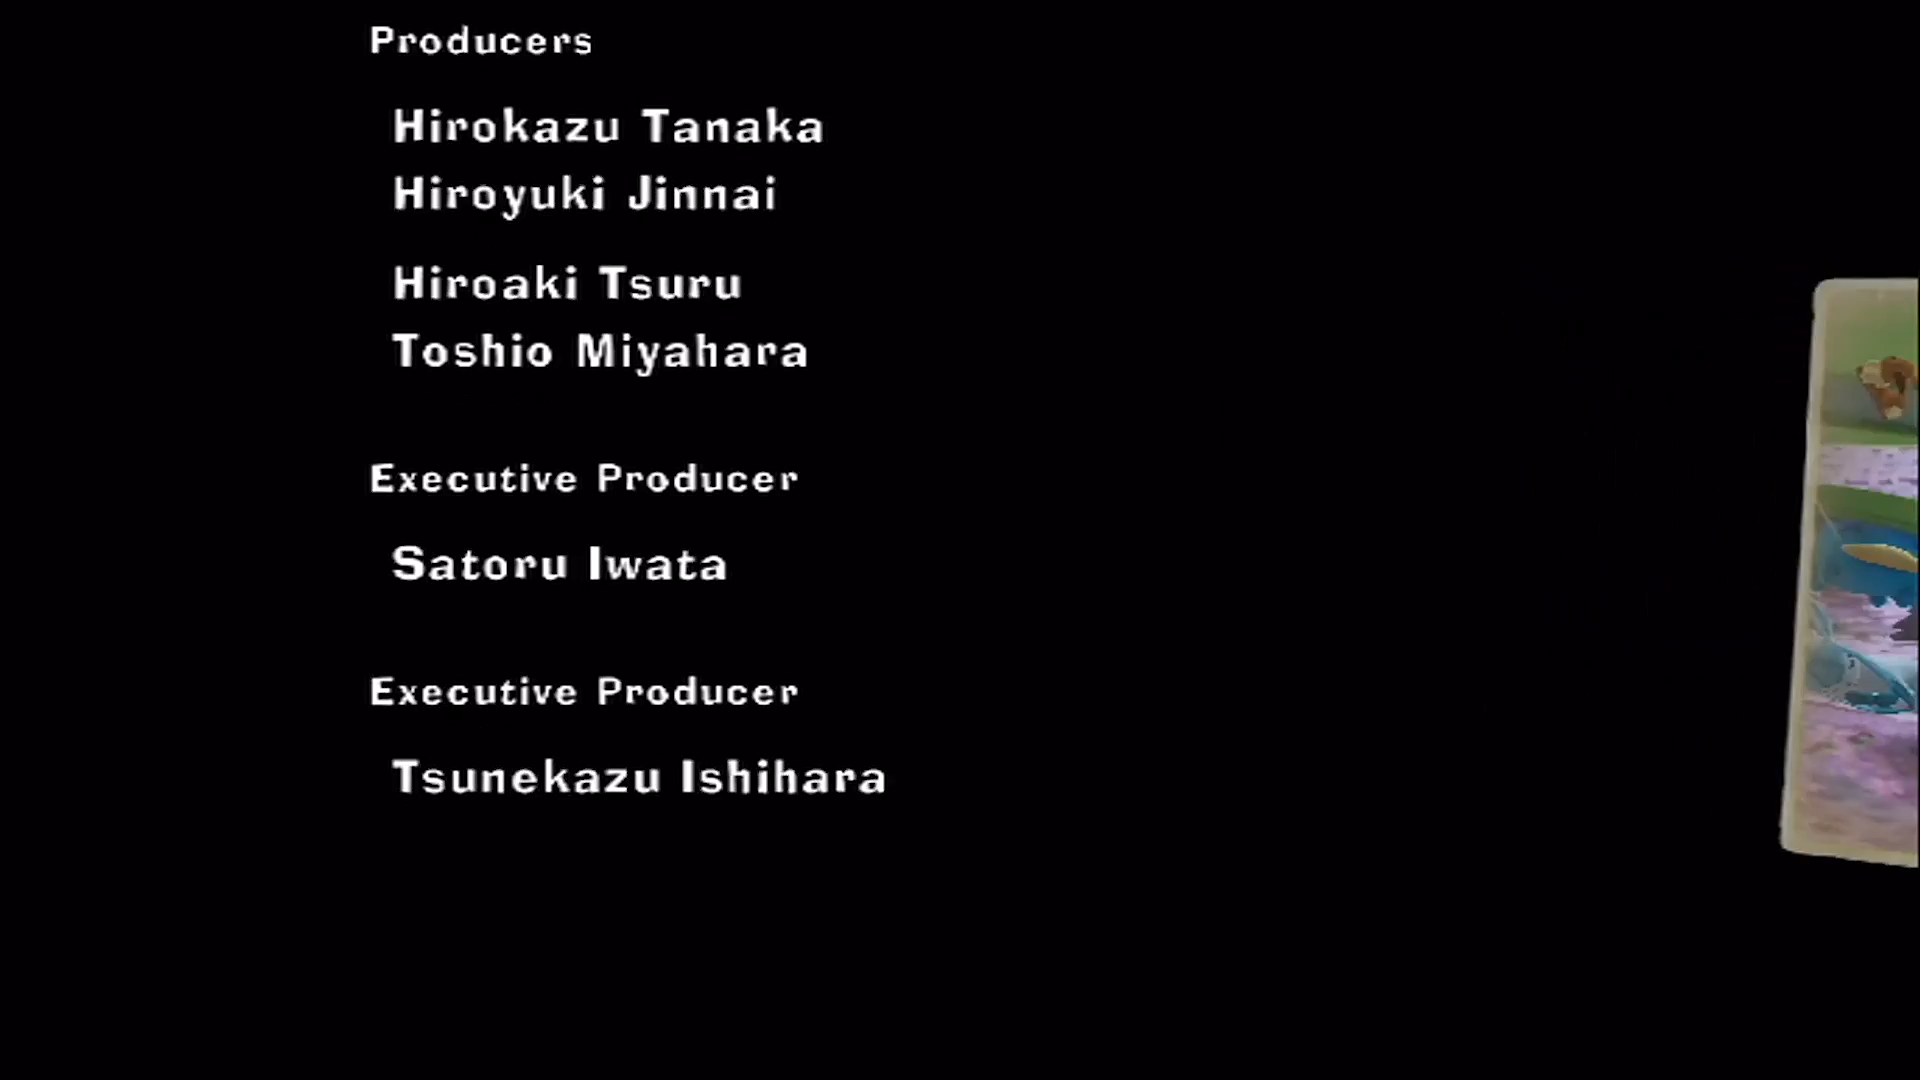 Producers
Hirokazu Tanaka
Hiroyuki Jinnai
Hiroaki Tsuru
Toshio Miyahara
Executive Producer
Satoru Iwata
Executive Producer
Tsunekazu Ishihara